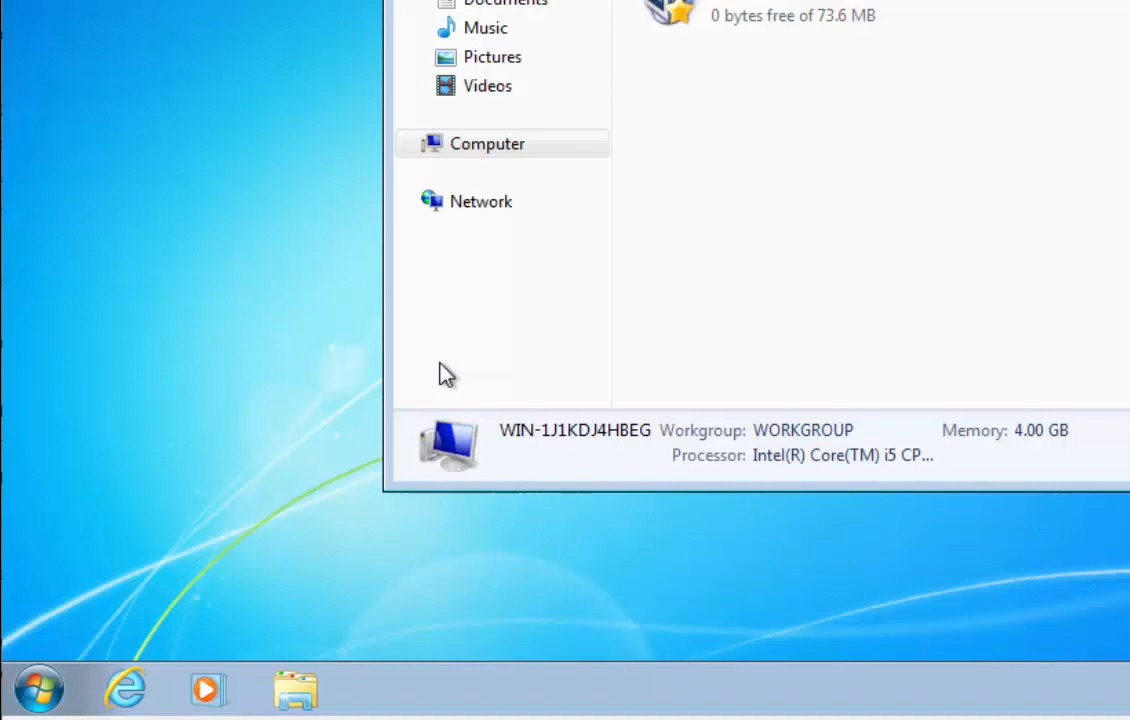 Documents
0 bytes free of 73.6 MB
Music
Pictures
Videos
Computer
Network
WIN-1J1KDJ4HBEG Workgroup: WORKGROUP Memory: 4.00 GB
Processor: Intel(R) Core(TM) i5 CP...